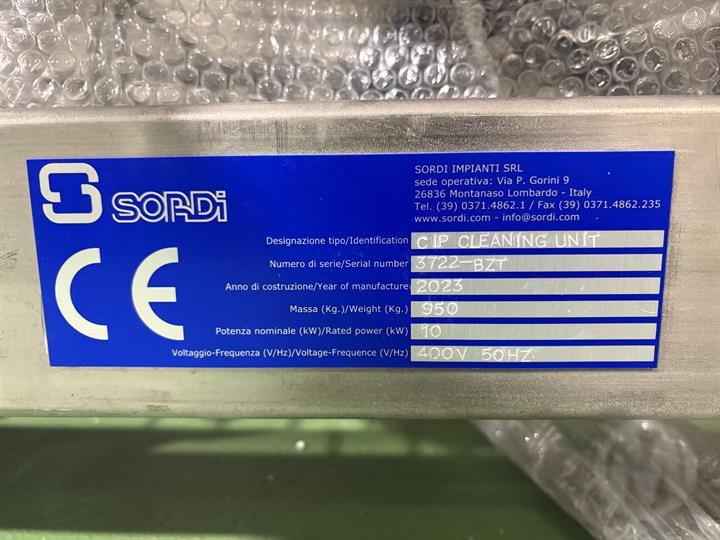 SORDI IMPIANTI SRL
sede operativa: Via P. Gorini 9
26836 Montanaso Lombardo - Italy
Tel. (39) 0371.4862.1 / Fax (39) 0371.4862.235
www.sordi.com - info@sordi.com
SORDi
CE
Designazione tipo/Identification CIP CLEANING UNIT
Numero di serie/Serial number 3722-BZT
Anno di costruzione/Year of manufacture 2023
Massa (Kg.)/Weight (Kg.) 950
Potenza nominale (kW)/Rated power (kW) 10
Voltaggio-Frequenza (V/Hz)/Voltage-Frequence (V/Hz) 400V 50HZ